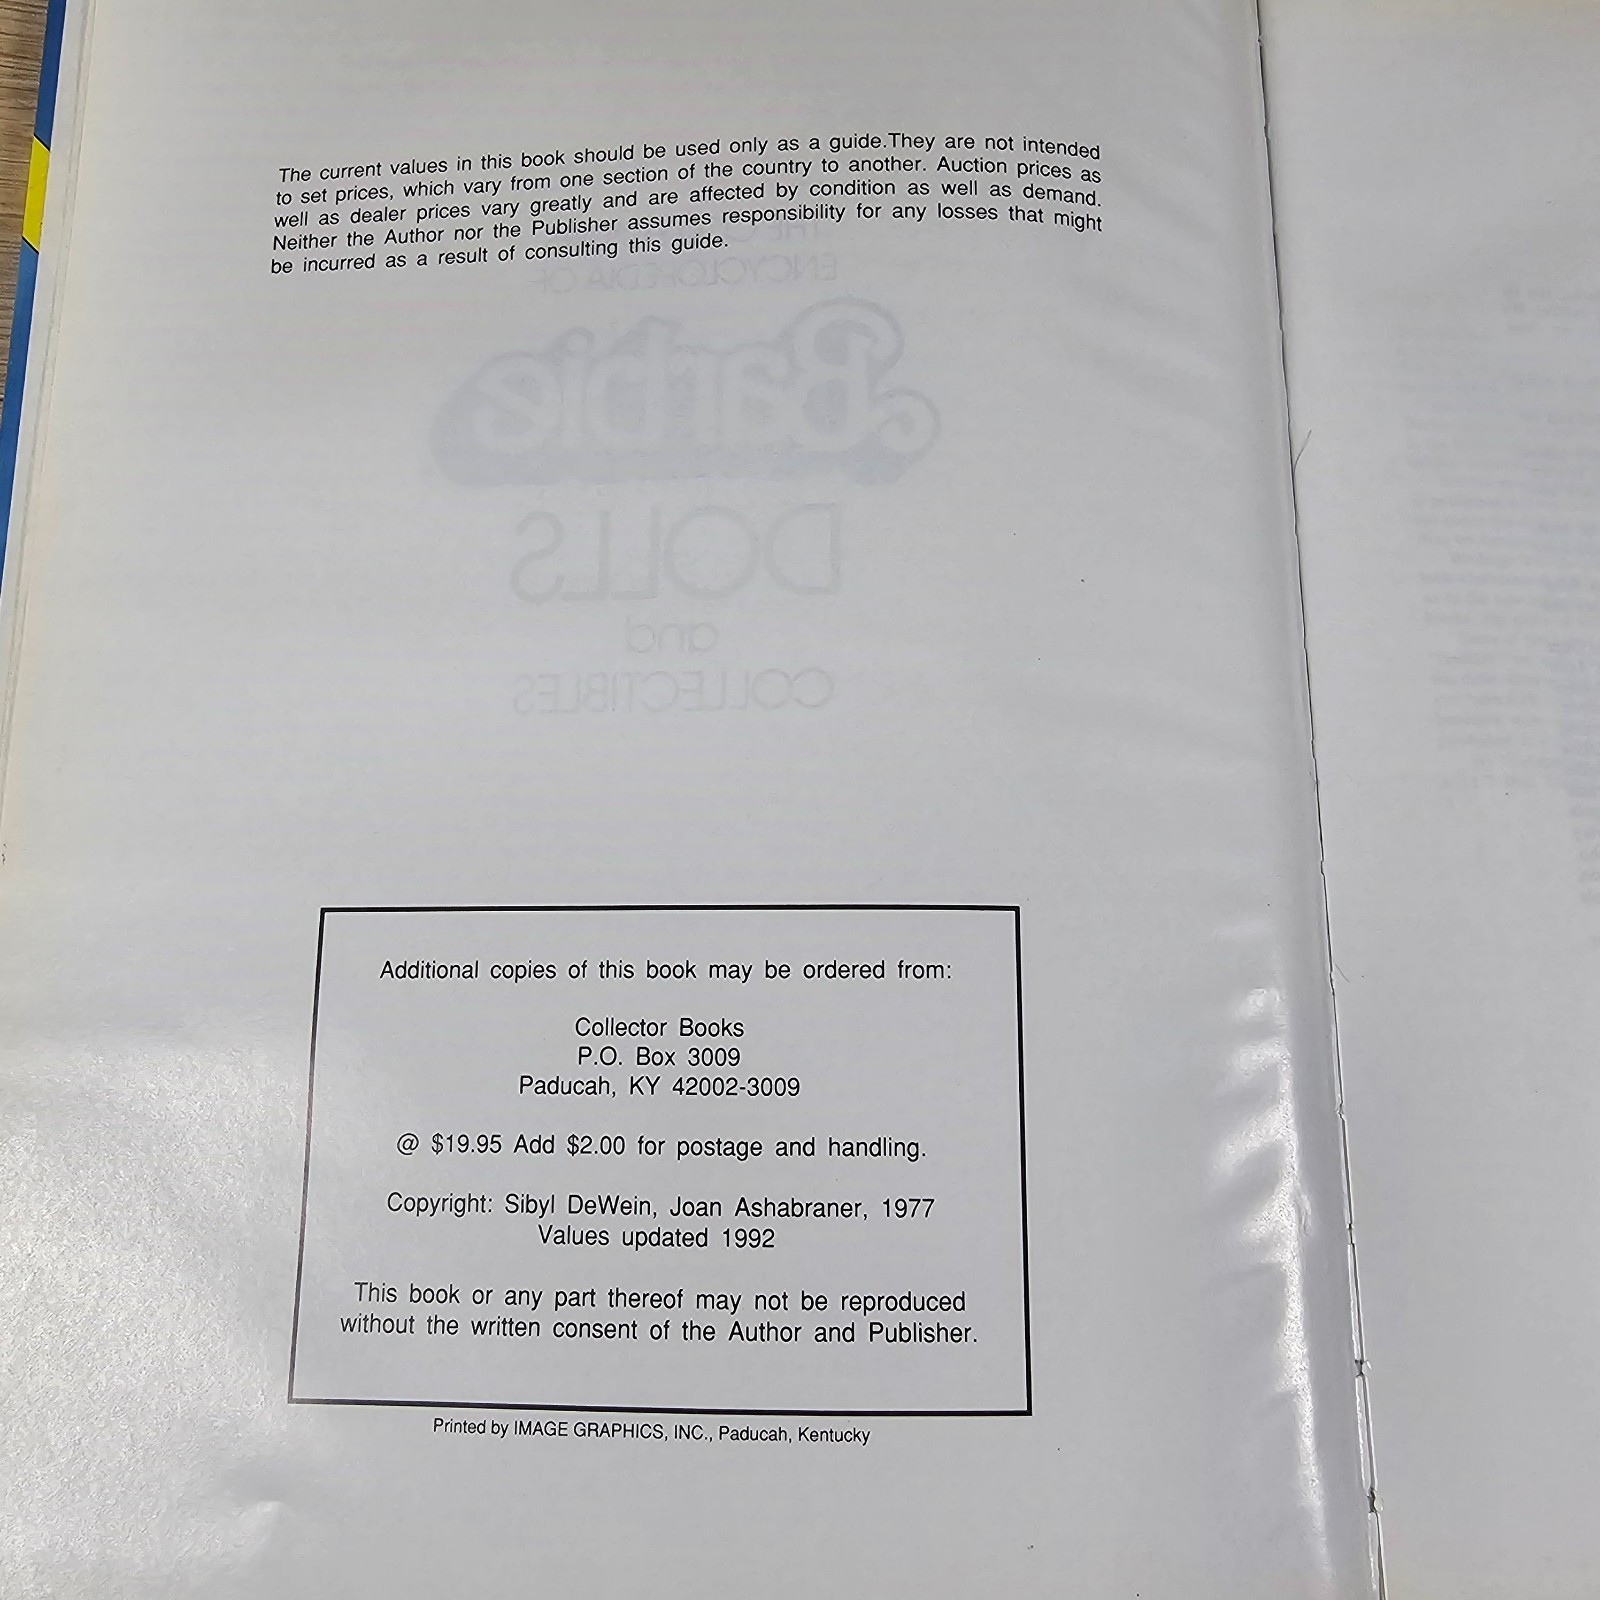 The current values in this book should be used only as a guide.They are not intended
to set prices, which vary from one section of the country to another. Auction prices as
well as dealer prices vary greatly and are affected by condition as well as demand.
Neither the Author nor the Publisher assumes responsibility for any losses that might
be incurred as a result of consulting this guide.
ENCYCLOPEDIA OF
Barbie
DOLLS
and
COLLECTIBLES
Additional copies of this book may be ordered from:
Collector Books
P.O. Box 3009
Paducah, KY 42002-3009
@ $19.95 Add $2.00 for postage and handling.
Copyright: Sibyl DeWein, Joan Ashabraner, 1977
Values updated 1992
This book or any part thereof may not be reproduced
without the written consent of the Author and Publisher.
Printed by IMAGE GRAPHICS, INC., Paducah, Kentucky